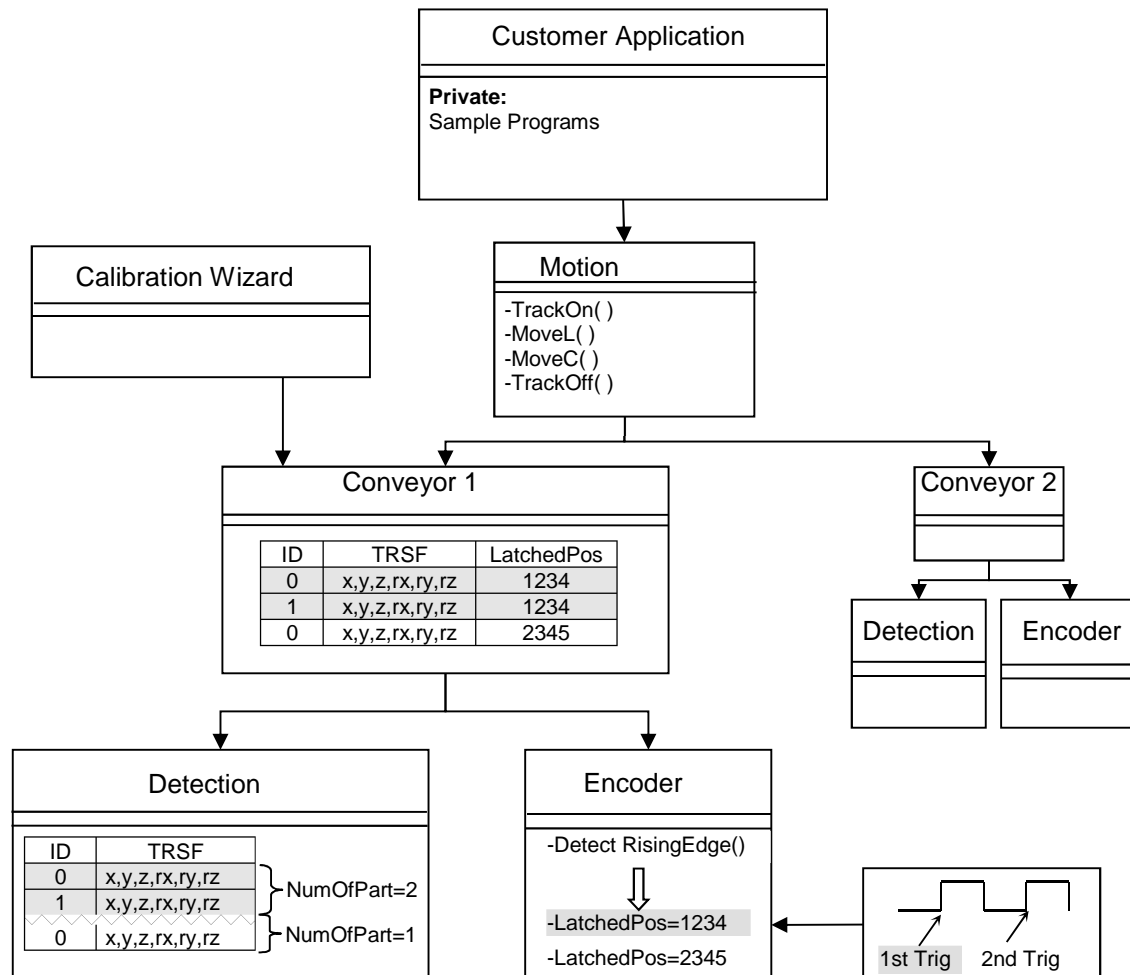 Customer Application
Private:
Sample Programs
Calibration Wizard
Motion
-TrackOn( )
-MoveL( )
-MoveC( )
-TrackOff( )
Conveyor 1
ID TRSF LatchedPos
0 x,y,z,rx,ry,rz 1234
1 x,y,z,rx,ry,rz 1234
0 x,y,z,rx,ry,rz 2345
Conveyor 2
Detection
Encoder
Detection
ID TRSF
0 x,y,z,rx,ry,rz
1 x,y,z,rx,ry,rz
0 x,y,z,rx,ry,rz
NumOfPart=2
NumOfPart=1
Encoder
-Detect RisingEdge()
-LatchedPos=1234
-LatchedPos=2345
1st Trig 2nd Trig